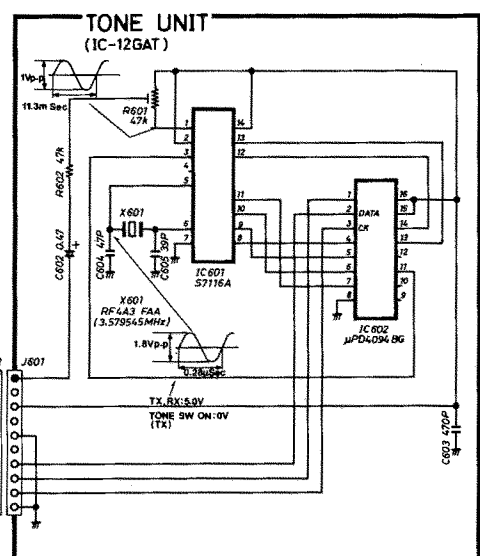 TONE UNIT
(IC-12GAT)
1Vp-p
11.3m Sec
R601
47k
R602 47k
C602 0.47
+
1
2
3
4
5
6
7
14
13
12
11
10
9
8
IC601
S7116A
X601
C604 47P
C605 39P
X601
RF4A3 FAA
(3.579545MHz)
1.8Vp-p
0.28µSec
TX,RX:5.0V
TONE SW ON:0V
(TX)
1
2 DATA
3 CK
4
5
6
7
8
16
15
14
13
12
11
10
9
IC602
µPD4094BG
J601
C603 470P